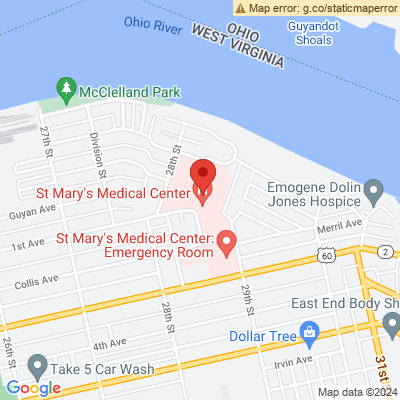 Map error: g.co/staticmaperror
Ohio River
OHIO
WEST VIRGINIA
Guyandot
Shoals
McClelland Park
27th St
Division St
28th St
St Mary's Medical Center
Emogene Dolin
Jones Hospice
Guyan Ave
Merril Ave
1st Ave
St Mary's Medical Center:
Emergency Room
60
2
Collis Ave
29th St
28th St
East End Body Sh
4th Ave
Dollar Tree
26th St
Take 5 Car Wash
Irvin Ave
31st
Google
Map data ©2024